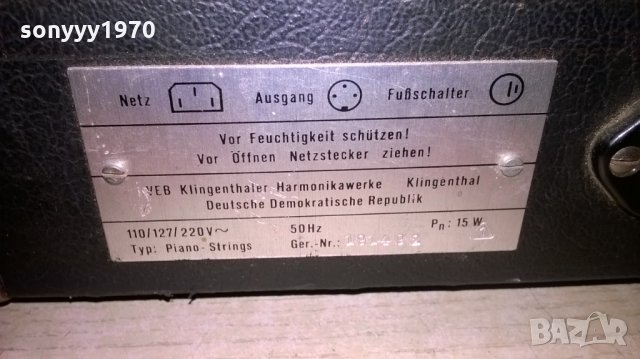 sonyyy1970
Netz Ausgang Fußschalter
Vor Feuchtigkeit schützen!
Vor Öffnen Netzstecker ziehen!
VEB Klingenthaler Harmonikawerke Klingenthal
Deutsche Demokratische Republik
110/127/220V~ 50Hz Pn: 15 W
Typ: Piano-Strings Ger.-Nr.:
BAZAR